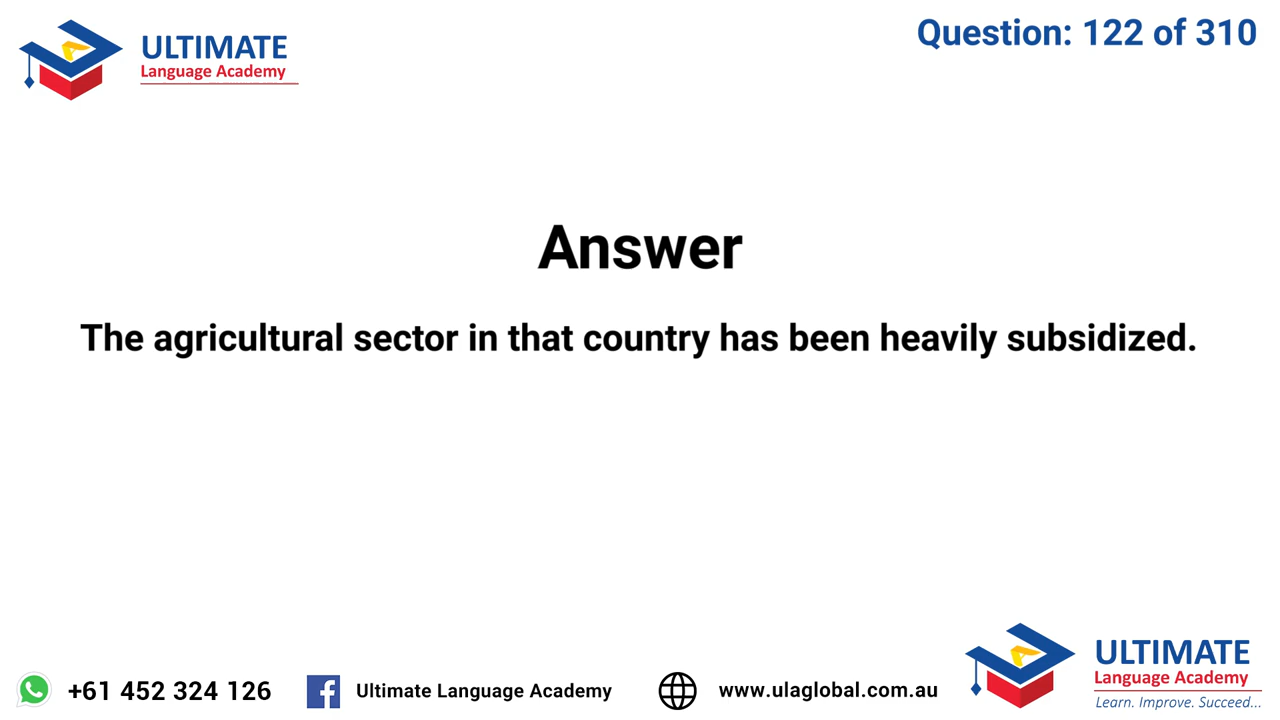 ULTIMATE
Language Academy
Question: 122 of 310
Answer
The agricultural sector in that country has been heavily subsidized.
+61 452 324 126
Ultimate Language Academy
www.ulaglobal.com.au
ULTIMATE
Language Academy
Learn. Improve. Succeed...